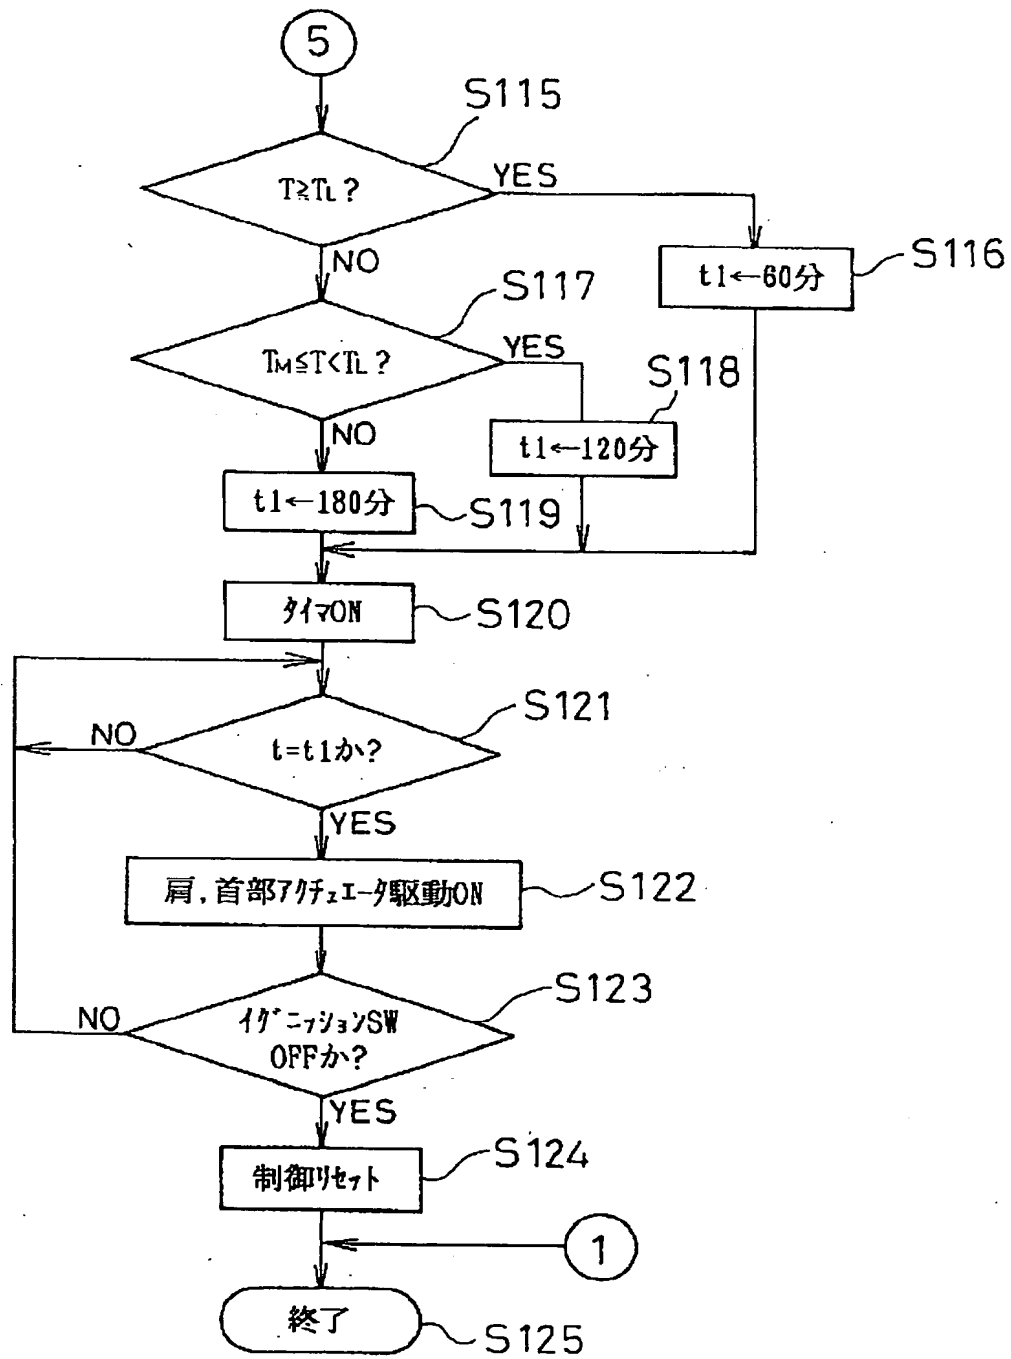 5
S115
T≧TL?
YES
NO
S116
t1←60分
S117
TM≦T<TL?
YES
S118
t1←120分
NO
t1←180分
S119
タイマON
S120
S121
NO
t=t1か?
YES
肩,首部アクチュエータ駆動ON
S122
S123
NO
イグニッションSW
OFFか?
YES
制御リセット
S124
1
終了
S125